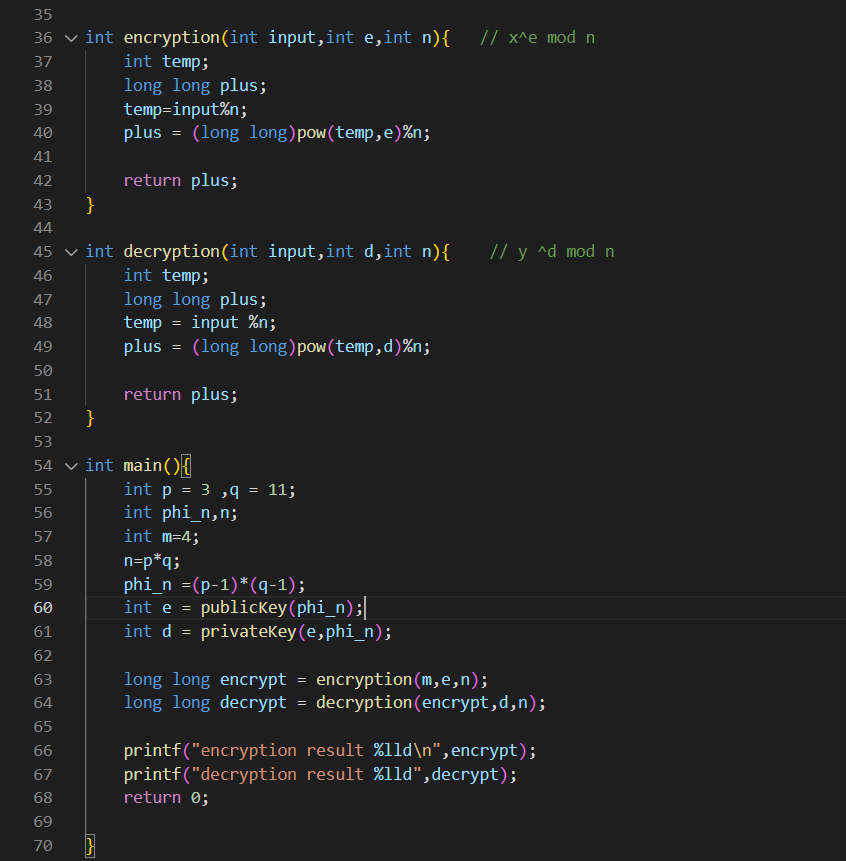 35
36 int encryption(int input,int e,int n){   // x^e mod n
37     int temp;
38     long long plus;
39     temp=input%n;
40     plus = (long long)pow(temp,e)%n;
41
42     return plus;
43 }
44
45 int decryption(int input,int d,int n){    // y ^d mod n
46     int temp;
47     long long plus;
48     temp = input %n;
49     plus = (long long)pow(temp,d)%n;
50
51     return plus;
52 }
53
54 int main(){
55     int p = 3 ,q = 11;
56     int phi_n,n;
57     int m=4;
58     n=p*q;
59     phi_n =(p-1)*(q-1);
60     int e = publicKey(phi_n);
61     int d = privateKey(e,phi_n);
62
63     long long encrypt = encryption(m,e,n);
64     long long decrypt = decryption(encrypt,d,n);
65
66     printf("encryption result %lld\n",encrypt);
67     printf("decryption result %lld",decrypt);
68     return 0;
69
70 }